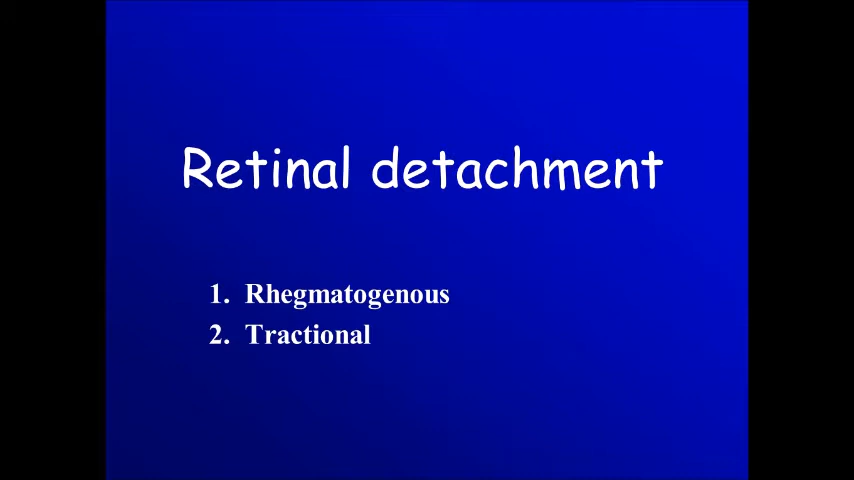 Retinal detachment
1. Rhegmatogenous
2. Tractional